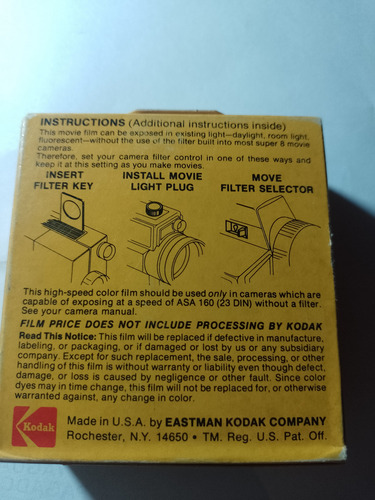 INSTRUCTIONS (Additional instructions inside)
This movie film can be exposed in existing light—daylight, room light,
fluorescent—without the use of the filter built into most super 8 movie
cameras.
Therefore, set your camera filter control in one of these ways and
keep it at this setting as you make movies.
INSERT FILTER KEY
INSTALL MOVIE LIGHT PLUG
MOVE FILTER SELECTOR
This high-speed color film should be used only in cameras which are
capable of exposing at a speed of ASA 160 (23 DIN) without a filter.
See your camera manual.
FILM PRICE DOES NOT INCLUDE PROCESSING BY KODAK
Read This Notice: This film will be replaced if defective in manufacture,
labeling, or packaging, or if damaged or lost by us or any subsidiary
company. Except for such replacement, the sale, processing, or other
handling of this film is without warranty or liability even though defect,
damage, or loss is caused by negligence or other fault. Since color
dyes may in time change, this film will not be replaced for, or otherwise
warranted against, any change in color.
Kodak
Made in U.S.A. by EASTMAN KODAK COMPANY
Rochester, N.Y. 14650 • TM. Reg. U.S. Pat. Off.